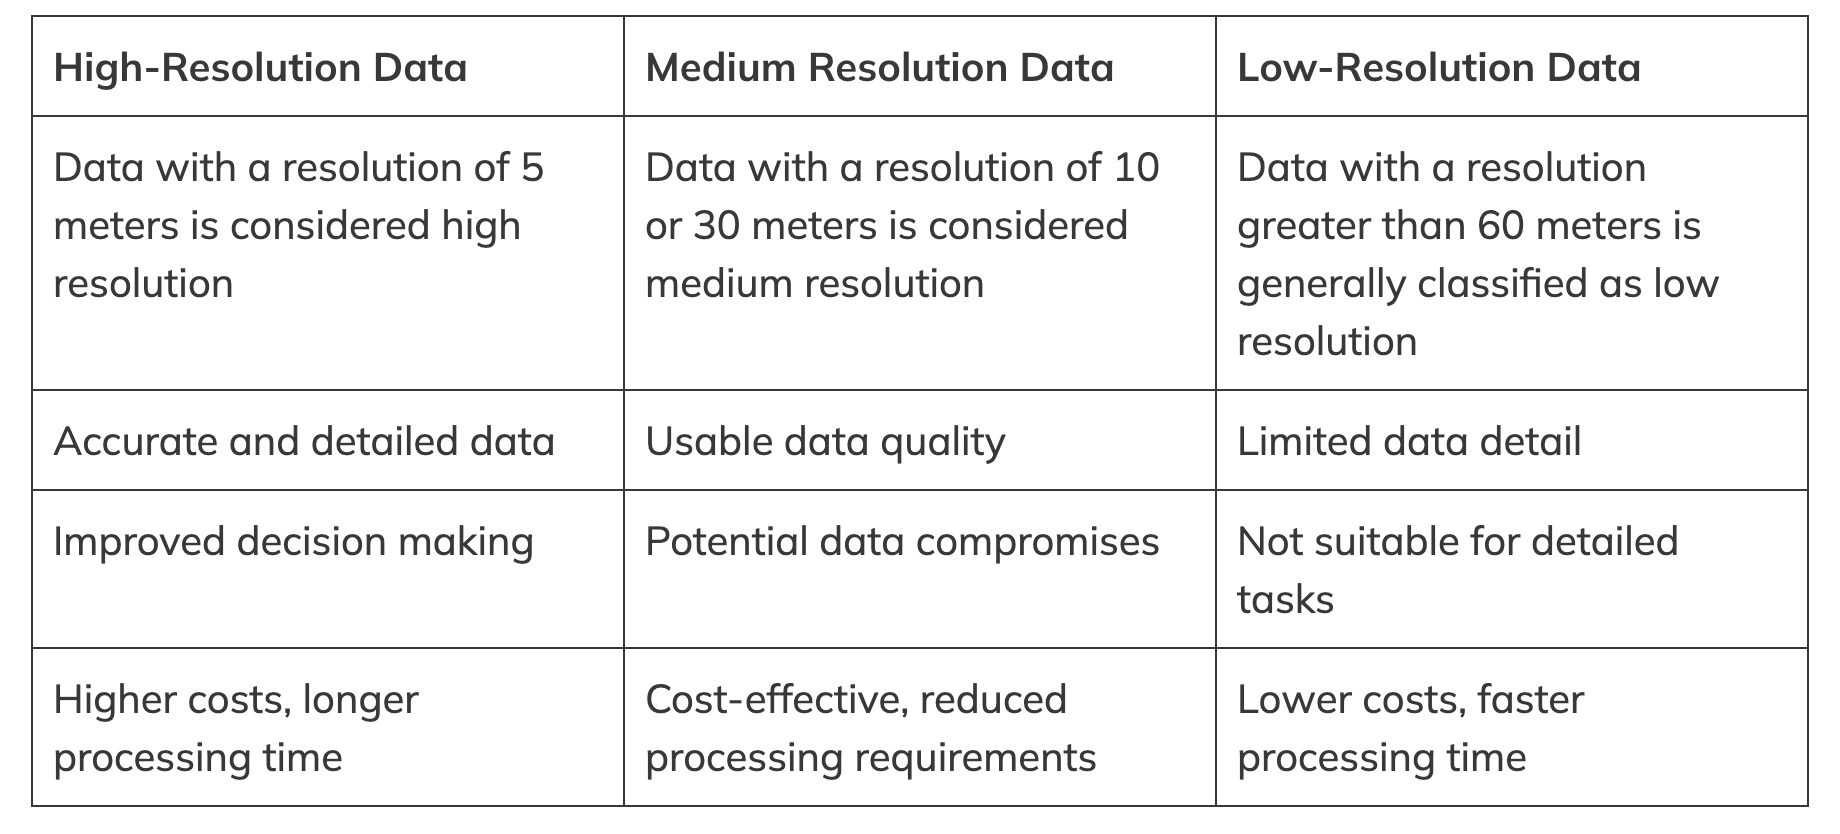 High-Resolution Data
Medium Resolution Data
Low-Resolution Data
Data with a resolution of 5
meters is considered high
resolution
Data with a resolution of 10
or 30 meters is considered
medium resolution
Data with a resolution
greater than 60 meters is
generally classified as low
resolution
Accurate and detailed data
Usable data quality
Limited data detail
Improved decision making
Potential data compromises
Not suitable for detailed
tasks
Higher costs, longer
processing time
Cost-effective, reduced
processing requirements
Lower costs, faster
processing time